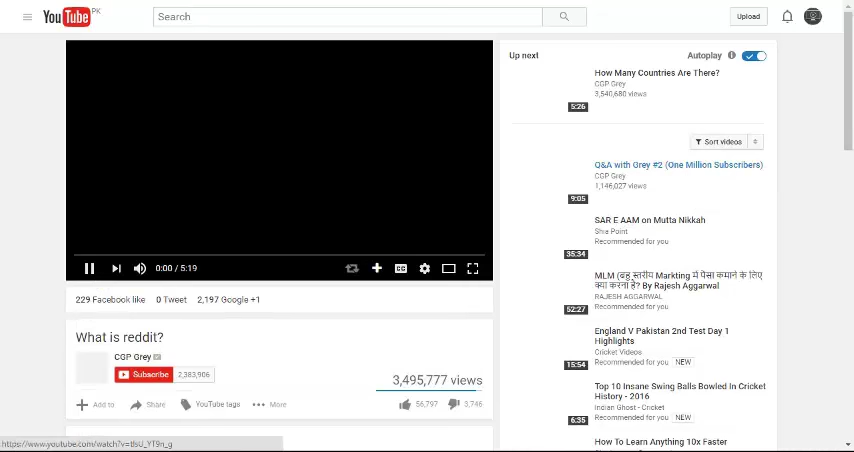 YouTube PK
Search
Upload
0:00 / 5:19
CC
229 Facebook like 0 Tweet 2,197 Google +1
What is reddit?
CGP Grey
Subscribe 2,383,906
3,495,777 views
Add to Share YouTube tags More
56,797 3,746
Up next Autoplay
How Many Countries Are There?
CGP Grey
3,540,680 views
5:26
Sort videos
Q&A with Grey #2 (One Million Subscribers)
CGP Grey
1,146,027 views
9:05
SAR E AAM on Mutta Nikkah
Shia Point
Recommended for you
35:34
MLM (बहु स्तरीय Markting में पैसा कमाने के लिए
क्या करना है? By Rajesh Aggarwal
RAJESH AGGARWAL
Recommended for you
52:27
England V Pakistan 2nd Test Day 1
Highlights
Cricket Videos
Recommended for you NEW
15:54
Top 10 Insane Swing Balls Bowled In Cricket
History - 2016
Indian Ghost - Cricket
Recommended for you NEW
6:35
How To Learn Anything 10x Faster